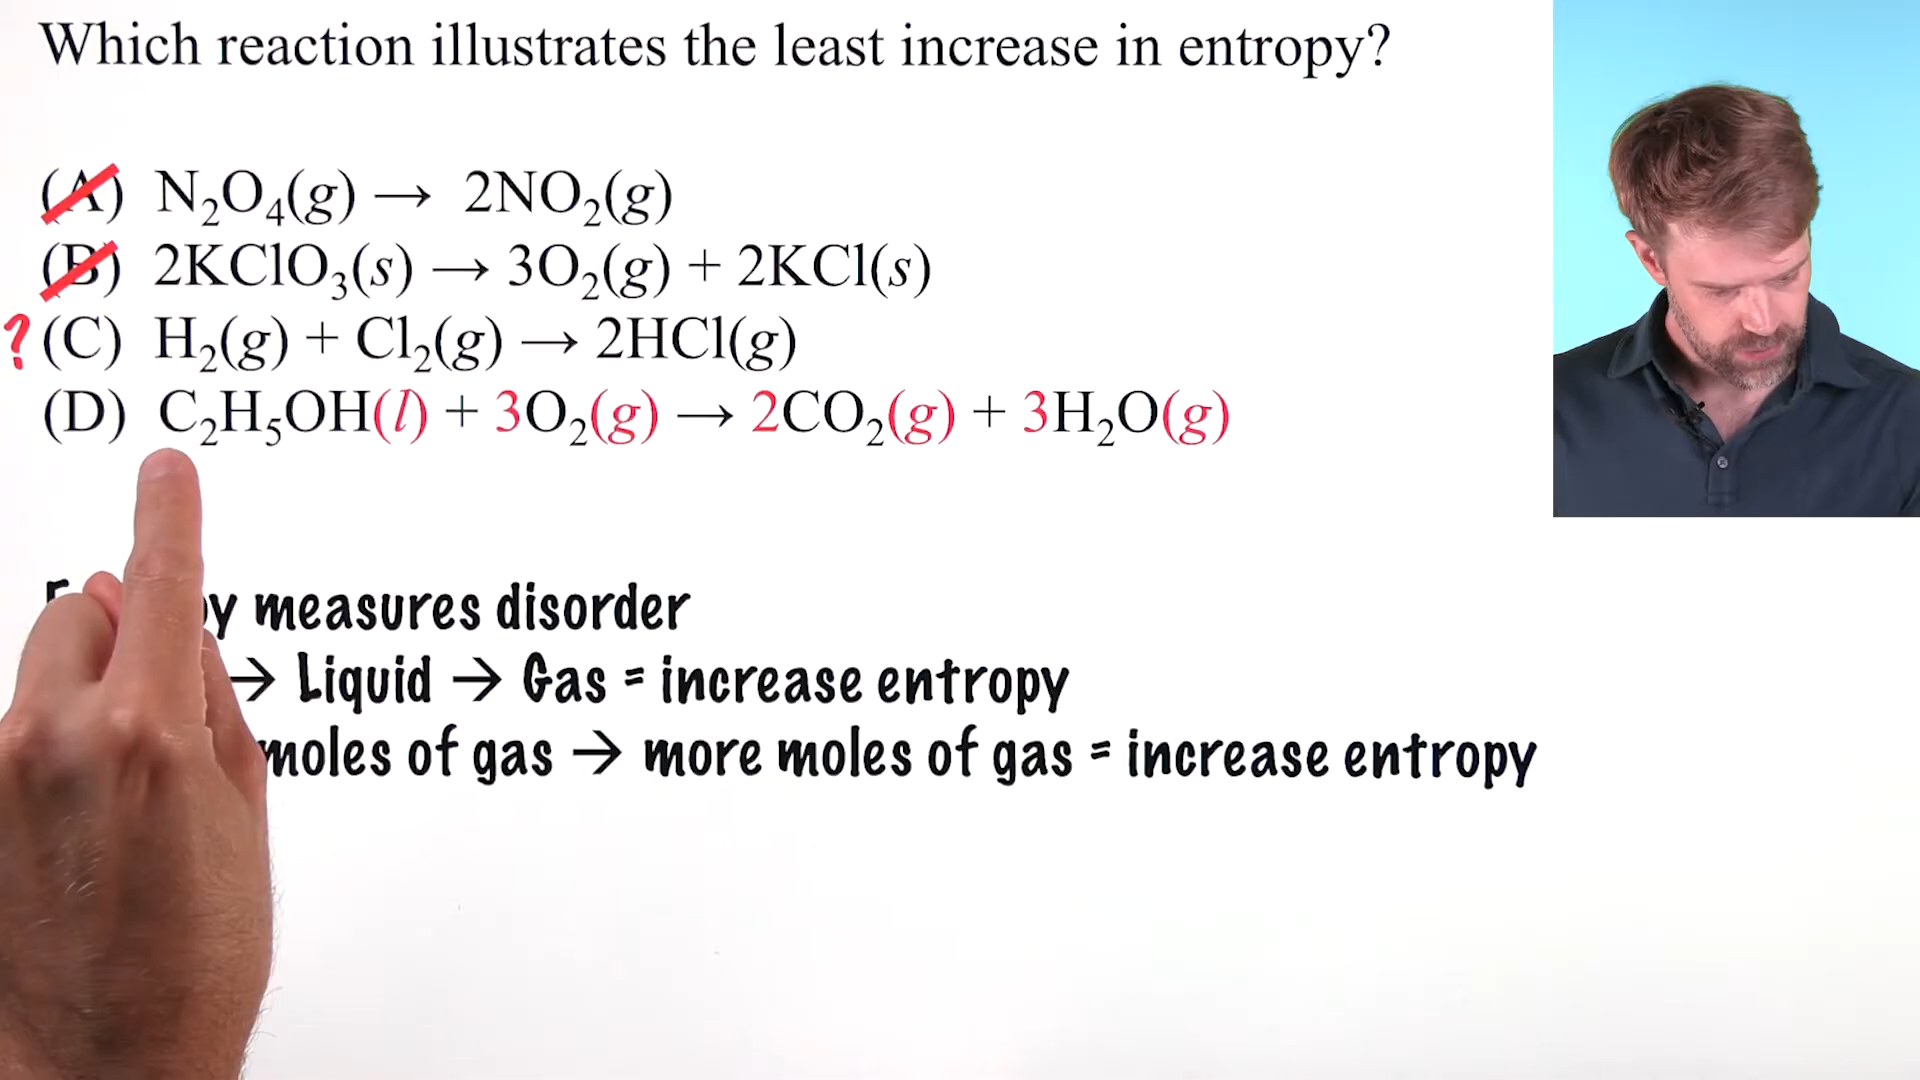 Which reaction illustrates the least increase in entropy?
(A) N₂O₄(g) → 2NO₂(g)
(B) 2KClO₃(s) → 3O₂(g) + 2KCl(s)
? (C) H₂(g) + Cl₂(g) → 2HCl(g)
(D) C₂H₅OH(l) + 3O₂(g) → 2CO₂(g) + 3H₂O(g)
measures disorder
→ Liquid → Gas = increase entropy
moles of gas → more moles of gas = increase entropy